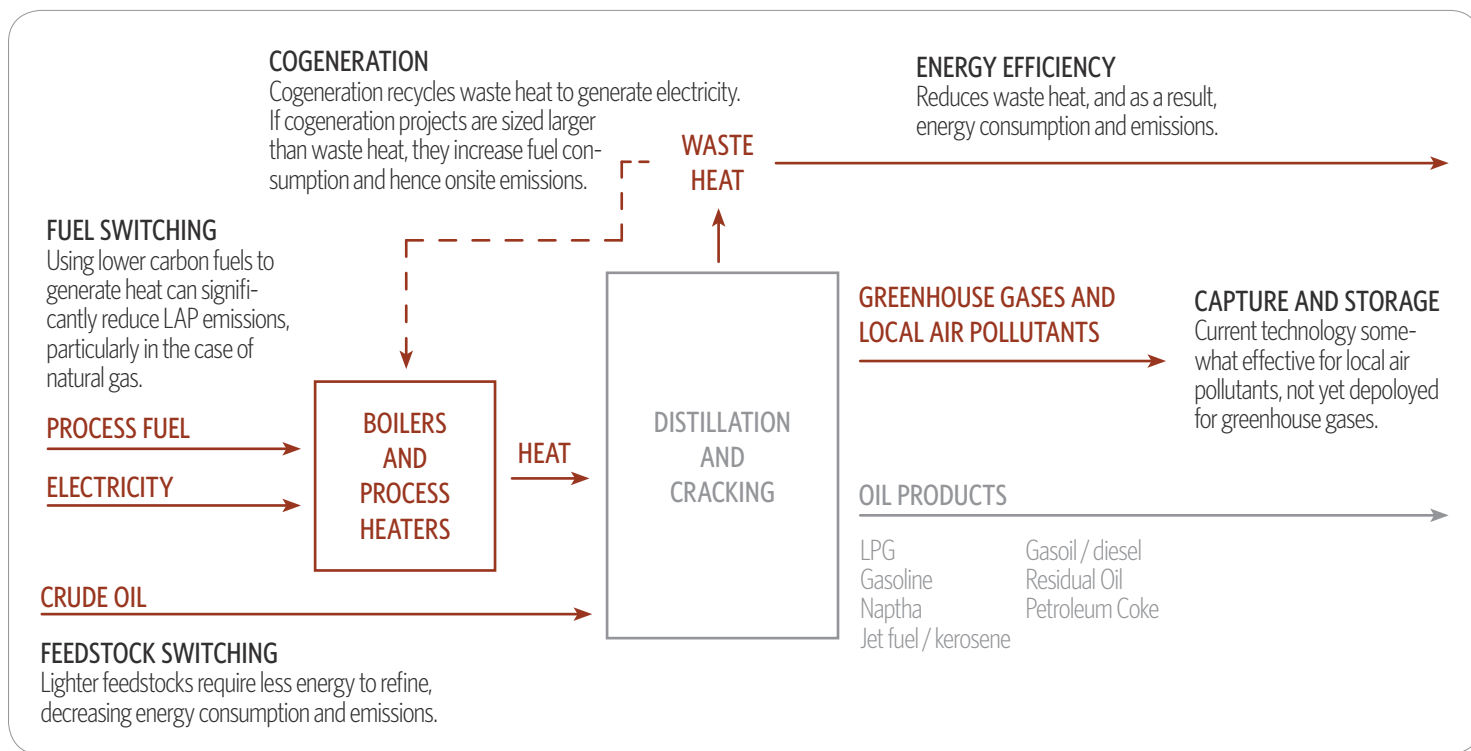 COGENERATION
Cogeneration recycles waste heat to generate electricity.
If cogeneration projects are sized larger
than waste heat, they increase fuel con-
sumption and hence onsite emissions.
ENERGY EFFICIENCY
Reduces waste heat, and as a result,
energy consumption and emissions.
WASTE
HEAT
FUEL SWITCHING
Using lower carbon fuels to
generate heat can signifi-
cantly reduce LAP emissions,
particularly in the case of
natural gas.
PROCESS FUEL
ELECTRICITY
BOILERS
AND
PROCESS
HEATERS
HEAT
DISTILLATION
AND
CRACKING
GREENHOUSE GASES AND
LOCAL AIR POLLUTANTS
CAPTURE AND STORAGE
Current technology some-
what effective for local air
pollutants, not yet depoloyed
for greenhouse gases.
OIL PRODUCTS
LPG
Gasoline
Naptha
Jet fuel / kerosene
Gasoil / diesel
Residual Oil
Petroleum Coke
CRUDE OIL
FEEDSTOCK SWITCHING
Lighter feedstocks require less energy to refine,
decreasing energy consumption and emissions.